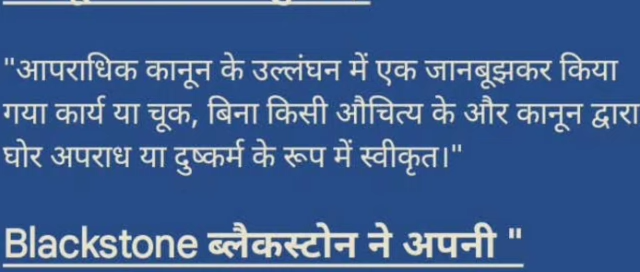 "आपराधिक कानून के उल्लंघन में एक जानबूझकर किया
गया कार्य या चूक, बिना किसी औचित्य के और कानून द्वारा
घोर अपराध या दुष्कर्म के रूप में स्वीकृत।"
Blackstone ब्लैकस्टोन ने अपनी "